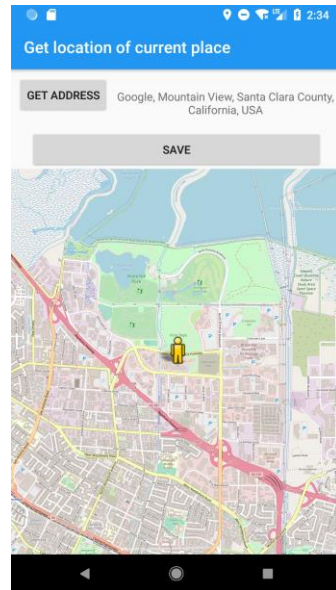 2:34
Get location of current place
GET ADDRESS
Google, Mountain View, Santa Clara County,
California, USA
SAVE